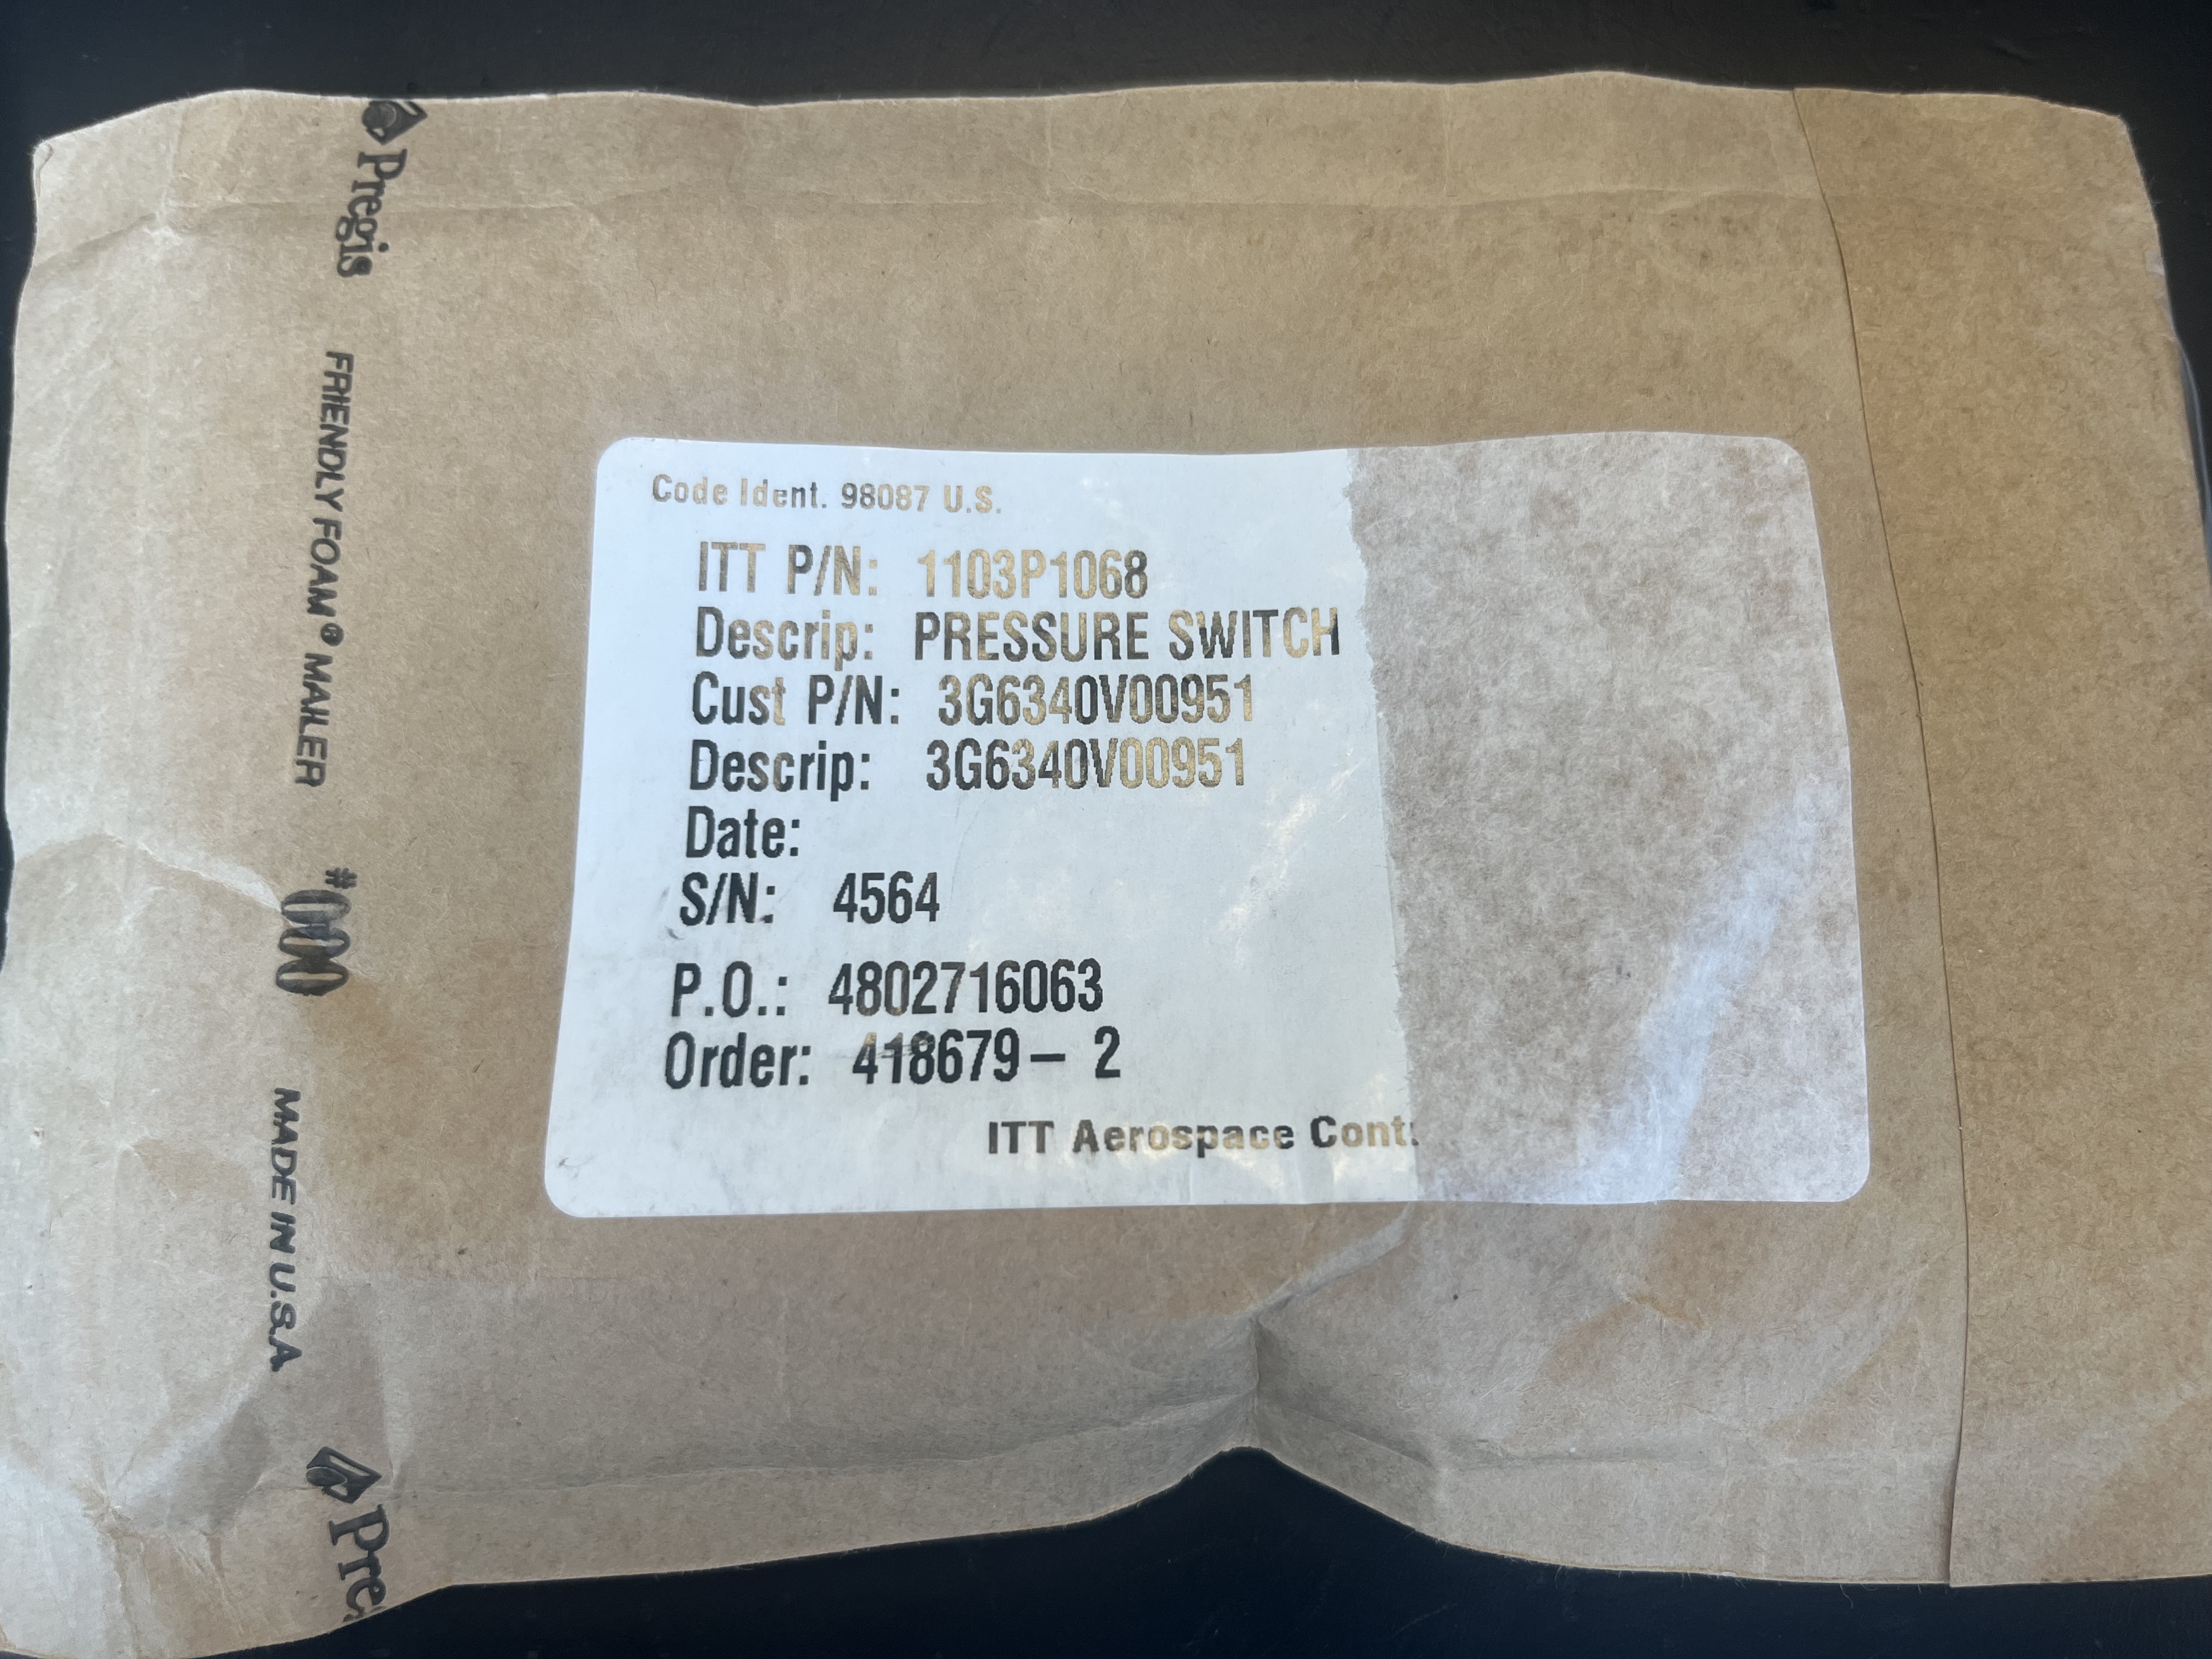 Pregis
FRIENDLY FOAM® MAILER
#000
MADE IN U.S.A
Pre
Code Ident. 98087 U.S.
ITT P/N: 1103P1068
Descrip: PRESSURE SWITCH
Cust P/N: 3G6340V00951
Descrip: 3G6340V00951
Date:
S/N: 4564
P.O.: 4802716063
Order: 418679- 2
ITT Aerospace Cont